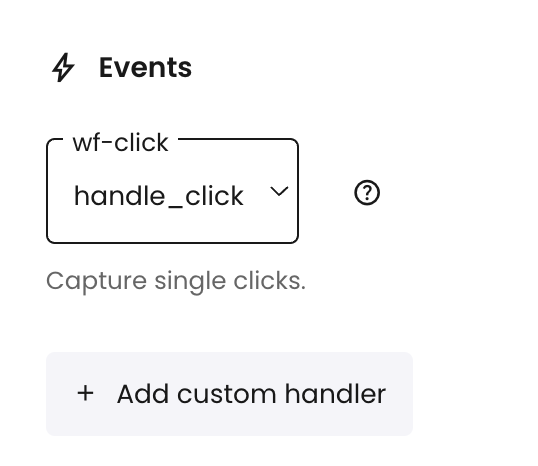 Events
wf-click
handle_click
Capture single clicks.
+ Add custom handler